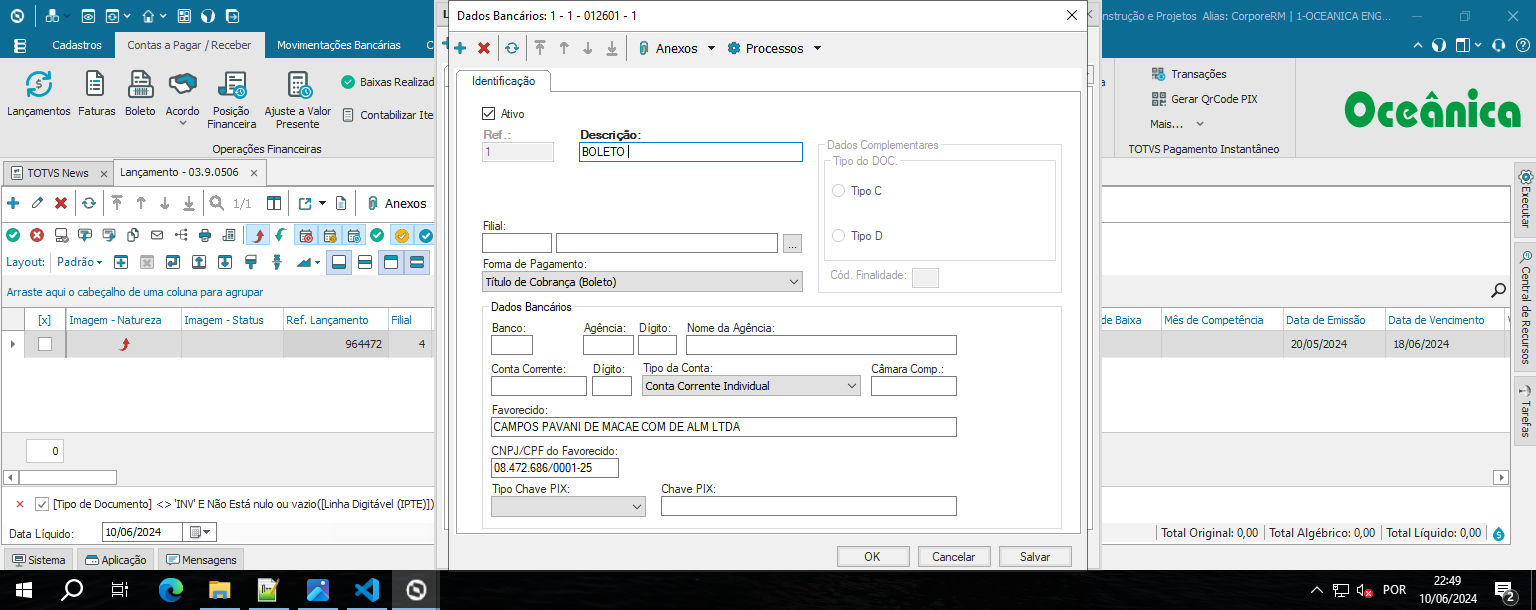 Dados Bancários: 1 - 1 - 012601 - 1
nstrução e Projetos Alias: CorporeRM | 1-OCEANICA ENG...
Cadastros
Contas a Pagar / Receber
Movimentações Bancárias
C
Anexos
Processos
Lançamentos
Faturas
Boleto
Acordo
Posição Financeira
Ajuste a Valor Presente
Baixas Realizad
Contabilizar Ite
Operações Financeiras
Transações
Gerar QrCode PIX
Mais...
TOTVS Pagamento Instantâneo
Oceânica
TOTVS News
Lançamento - 03.9.0506
1/1
Anexos
Layout:
Padrão
Arraste aqui o cabeçalho de uma coluna para agrupar
[x]
Imagem - Natureza
Imagem - Status
Ref. Lançamento
Filial
964472
4
0
[Tipo de Documento] <> 'INV' E Não Está nulo ou vazio([Linha Digitável (IPTE)])
Data Líquido:
10/06/2024
Sistema
Aplicação
Mensagens
Identificação
Ativo
Ref.:
1
Descrição:
BOLETO
Dados Complementares
Tipo do DOC.
Tipo C
Tipo D
Cód. Finalidade:
Filial:
...
Forma de Pagamento:
Título de Cobrança (Boleto)
Dados Bancários
Banco:
Agência:
Dígito:
Nome da Agência:
Conta Corrente:
Dígito:
Tipo da Conta:
Conta Corrente Individual
Câmara Comp.:
Favorecido:
CAMPOS PAVANI DE MACAE COM DE ALM LTDA
CNPJ/CPF do Favorecido:
08.472.686/0001-25
Tipo Chave PIX:
Chave PIX:
OK
Cancelar
Salvar
de Baixa
Mês de Competência
Data de Emissão
Data de Vencimento
20/05/2024
18/06/2024
Total Original: 0,00
Total Algébrico: 0,00
Total Líquido: 0,00
Executar
Central de Recursos
Tarefas
POR
22:49
10/06/2024
2